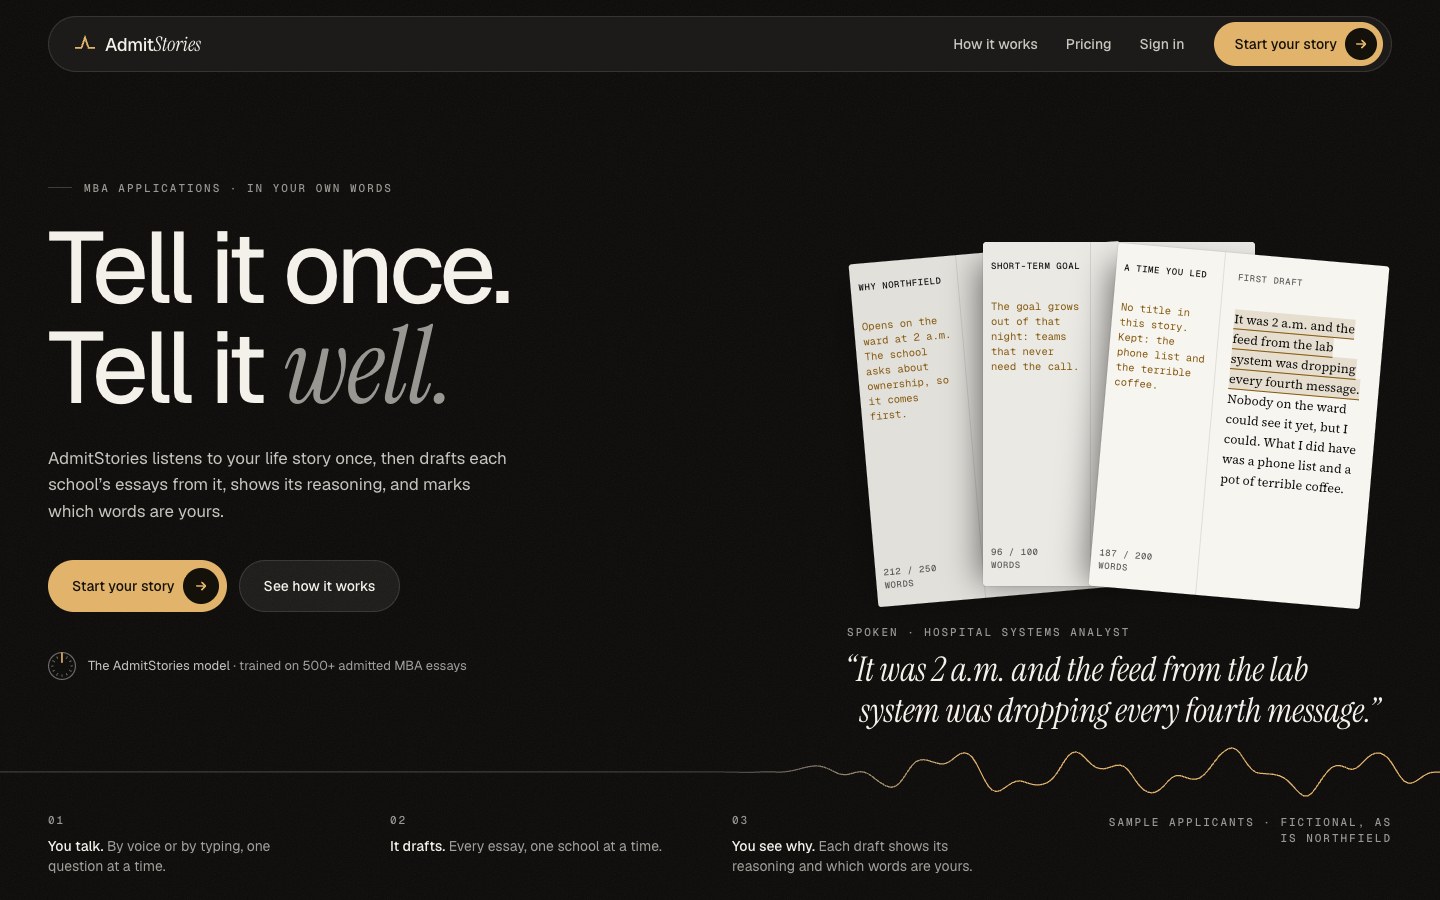 AdmitStories
How it works
Pricing
Sign in
Start your story
MBA APPLICATIONS · IN YOUR OWN WORDS
Tell it once.
Tell it well.
AdmitStories listens to your life story once, then drafts each
school’s essays from it, shows its reasoning, and marks
which words are yours.
Start your story
See how it works
The AdmitStories model · trained on 500+ admitted MBA essays
WHY NORTHFIELD
Opens on the
ward at 2 a.m.
The school
asks about
ownership, so
it comes
first.
212 / 250
WORDS
SHORT-TERM GOAL
The goal grows
out of that
night: teams
that never
need the call.
96 / 100
WORDS
A TIME YOU LED
No title in
this story.
Kept: the
phone list and
the terrible
coffee.
187 / 200
WORDS
FIRST DRAFT
It was 2 a.m. and the
feed from the lab
system was dropping
every fourth message.
Nobody on the ward
could see it yet, but I
could. What I did have
was a phone list and a
pot of terrible coffee.
SPOKEN · HOSPITAL SYSTEMS ANALYST
“It was 2 a.m. and the feed from the lab
system was dropping every fourth message.”
01
You talk. By voice or by typing, one
question at a time.
02
It drafts. Every essay, one school at a time.
03
You see why. Each draft shows its
reasoning and which words are yours.
SAMPLE APPLICANTS · FICTIONAL, AS
IS NORTHFIELD